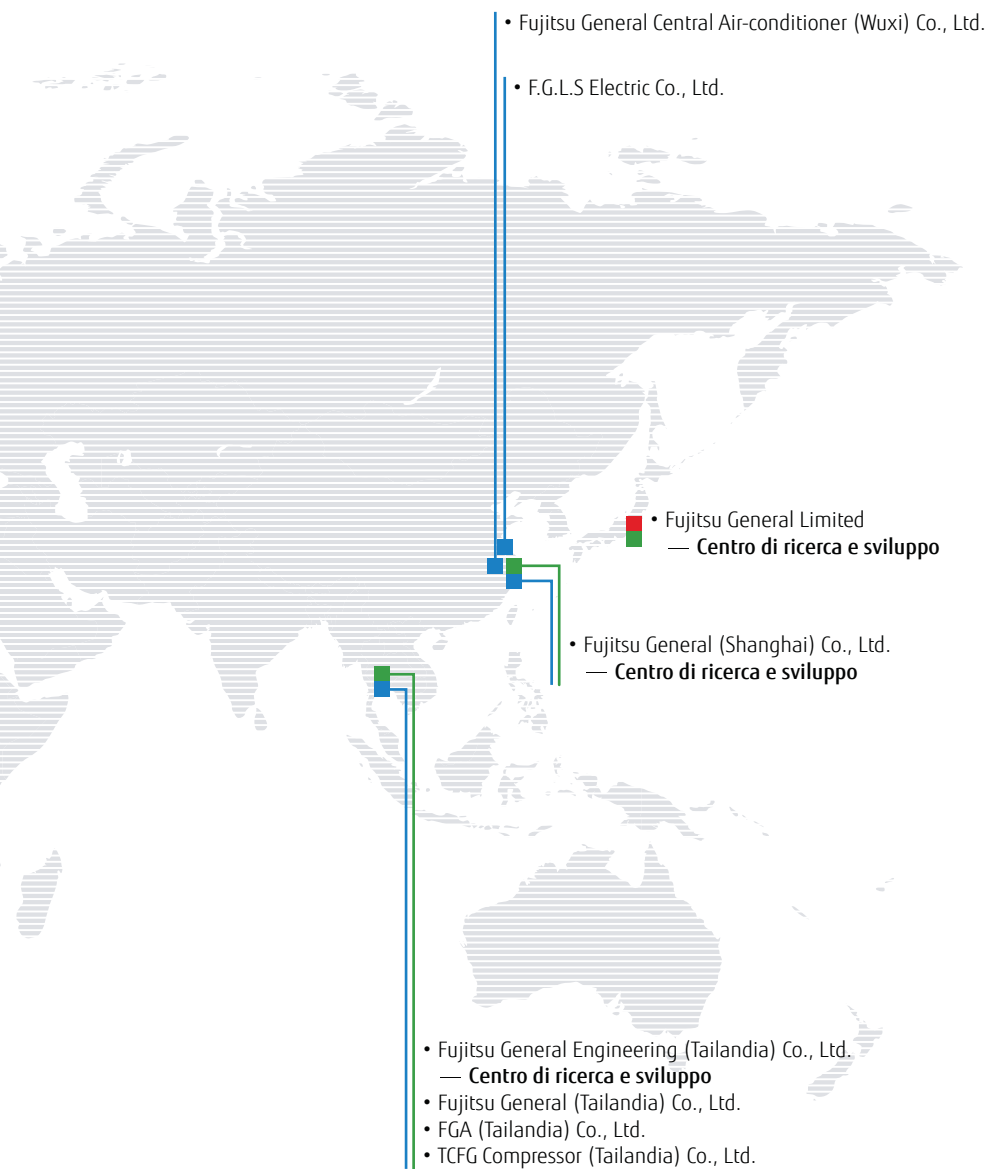 • Fujitsu General Central Air-conditioner (Wuxi) Co., Ltd.
• F.G.L.S Electric Co., Ltd.
• Fujitsu General Limited
— Centro di ricerca e sviluppo
• Fujitsu General (Shanghai) Co., Ltd.
— Centro di ricerca e sviluppo
• Fujitsu General Engineering (Tailandia) Co., Ltd.
— Centro di ricerca e sviluppo
• Fujitsu General (Tailandia) Co., Ltd.
• FGA (Tailandia) Co., Ltd.
• TCFG Compressor (Tailandia) Co., Ltd.